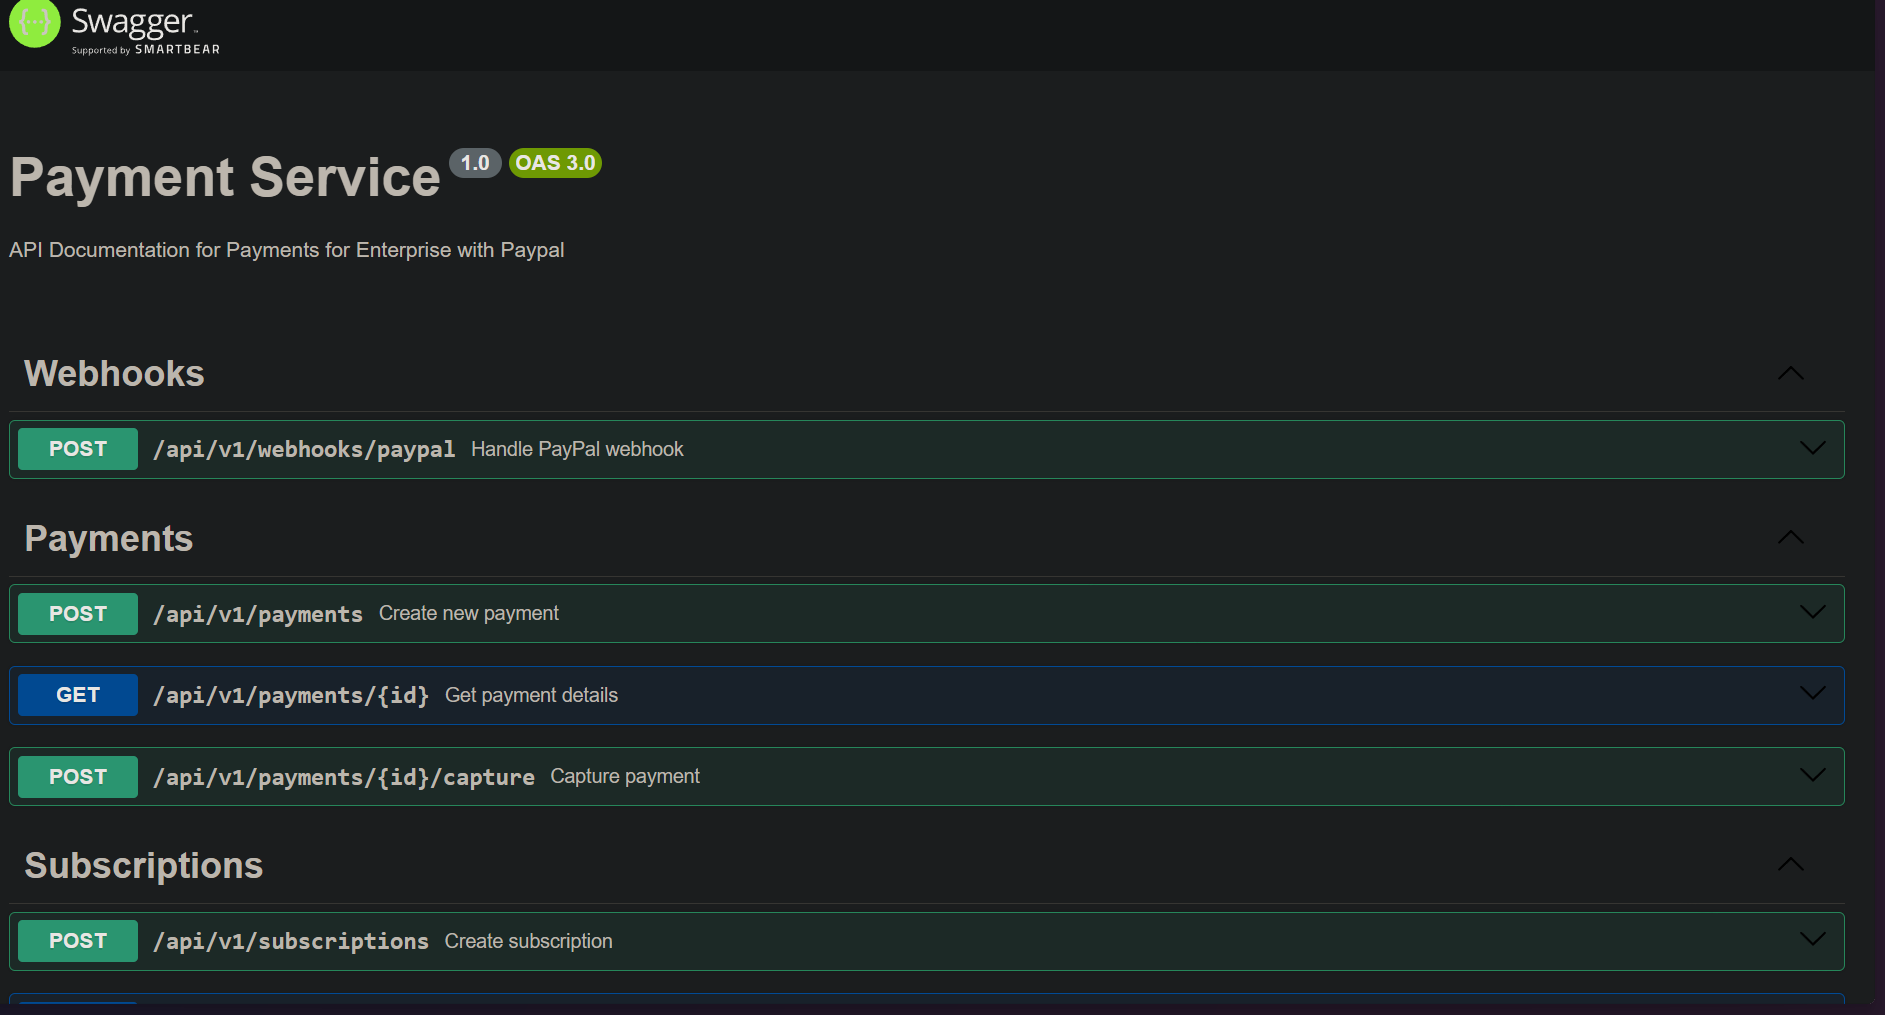 {···} Swagger™
Supported by SMARTBEAR
Payment Service 1.0 OAS 3.0
API Documentation for Payments for Enterprise with Paypal
Webhooks
POST /api/v1/webhooks/paypal Handle PayPal webhook
Payments
POST /api/v1/payments Create new payment
GET /api/v1/payments/{id} Get payment details
POST /api/v1/payments/{id}/capture Capture payment
Subscriptions
POST /api/v1/subscriptions Create subscription